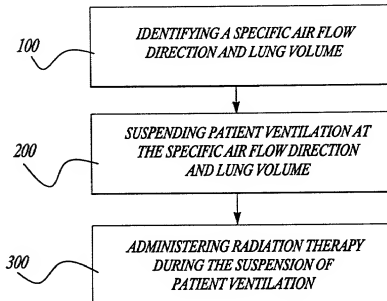 100
IDENTIFYING A SPECIFIC AIR FLOW
DIRECTION AND LUNG VOLUME
200
SUSPENDING PATIENT VENTILATION AT
THE SPECIFIC AIR FLOW DIRECTION
AND LUNG VOLUME
300
ADMINISTERING RADIATION THERAPY
DURING THE SUSPENSION OF
PATIENT VENTILATION